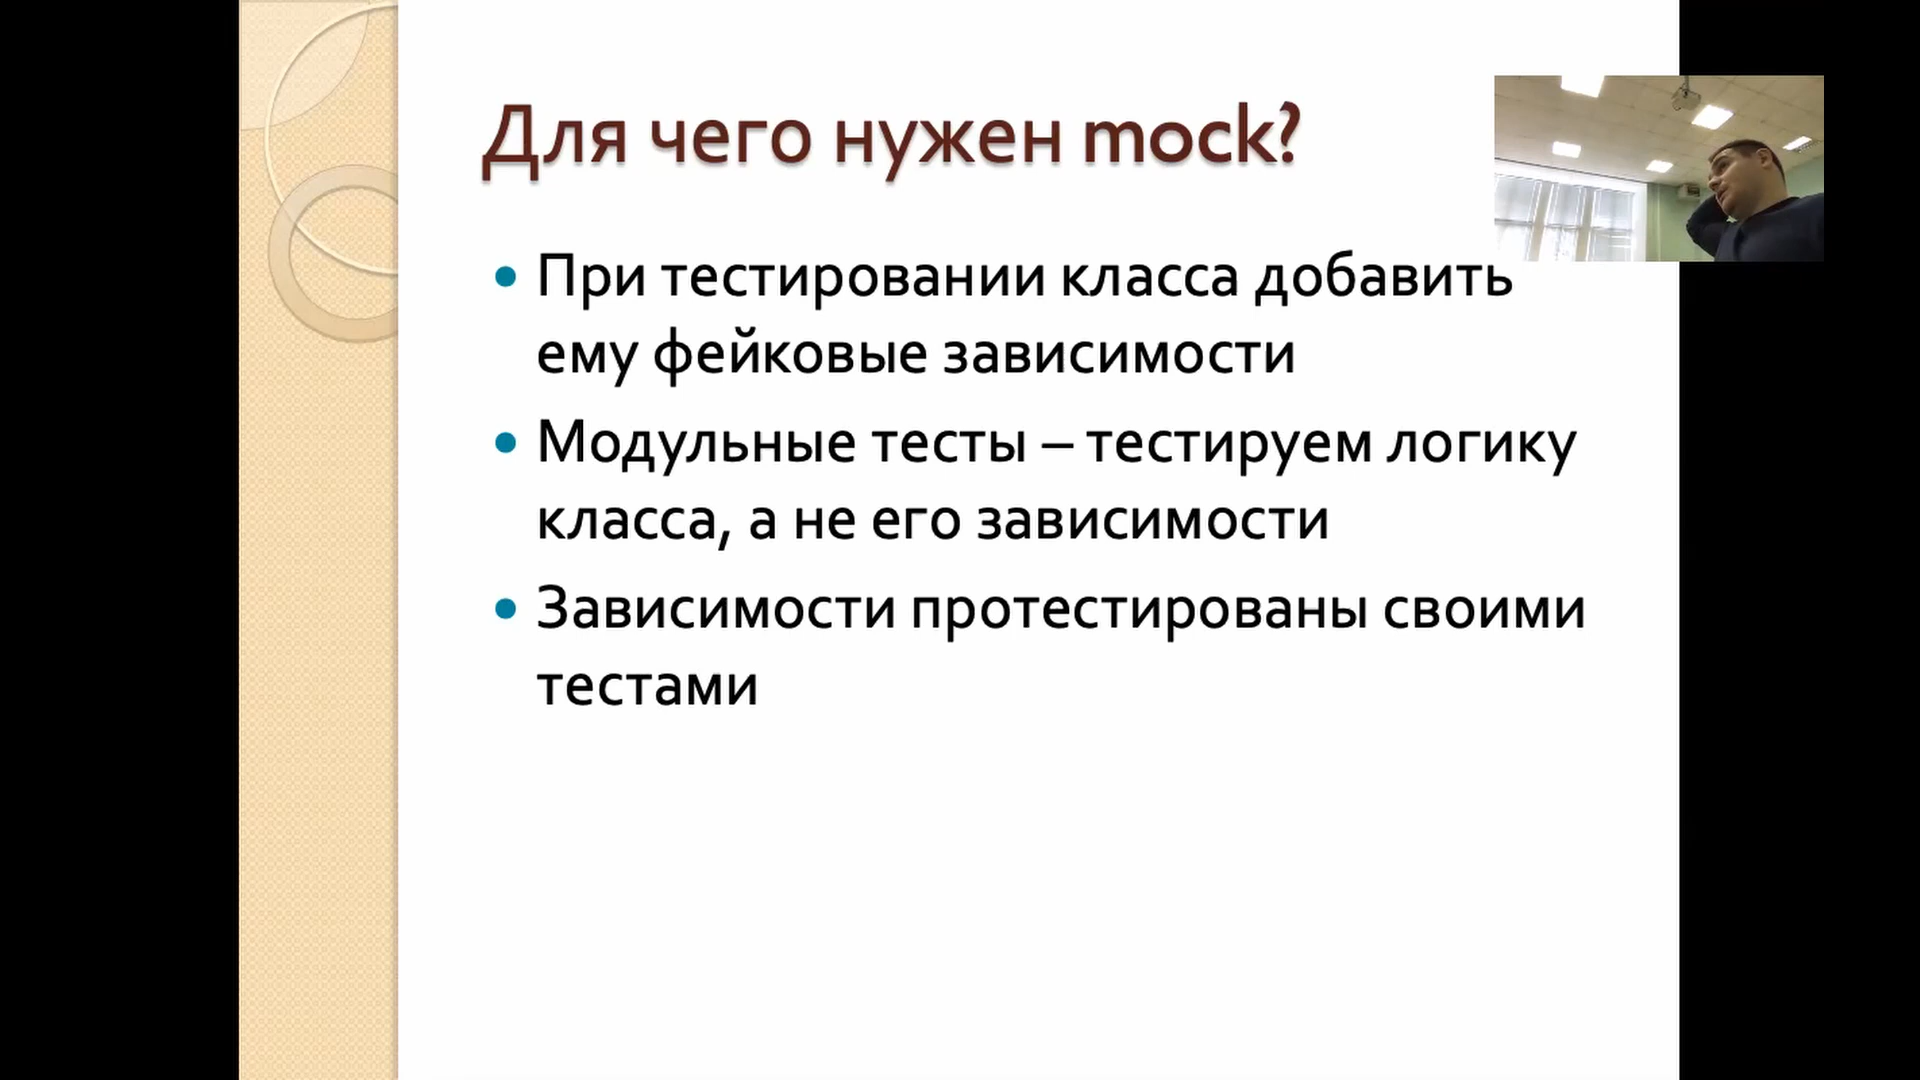 Для чего нужен mock?
При тестировании класса добавить
ему фейковые зависимости
Модульные тесты – тестируем логику
класса, а не его зависимости
Зависимости протестированы своими
тестами